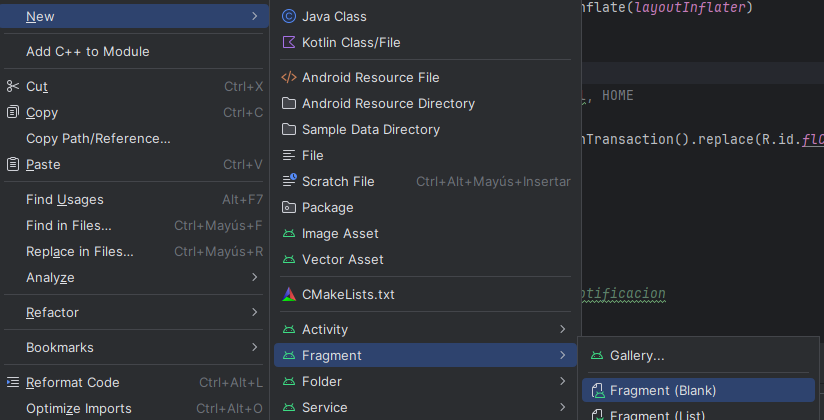 New
Add C++ to Module
Cut Ctrl+X
Copy Ctrl+C
Copy Path/Reference...
Paste Ctrl+V
Find Usages Alt+F7
Find in Files... Ctrl+Mayús+F
Replace in Files... Ctrl+Mayús+R
Analyze
Refactor
Bookmarks
Reformat Code Ctrl+Alt+L
Optimize Imports Ctrl+Alt+O
Java Class
Kotlin Class/File
Android Resource File
Android Resource Directory
Sample Data Directory
File
Scratch File Ctrl+Alt+Mayús+Insertar
Package
Image Asset
Vector Asset
CMakeLists.txt
Activity
Fragment
Folder
Service
Gallery...
Fragment (Blank)
Fragment (List)
nflate(layoutInflater)
, HOME
nTransaction().replace(R.id.fl
otificacion